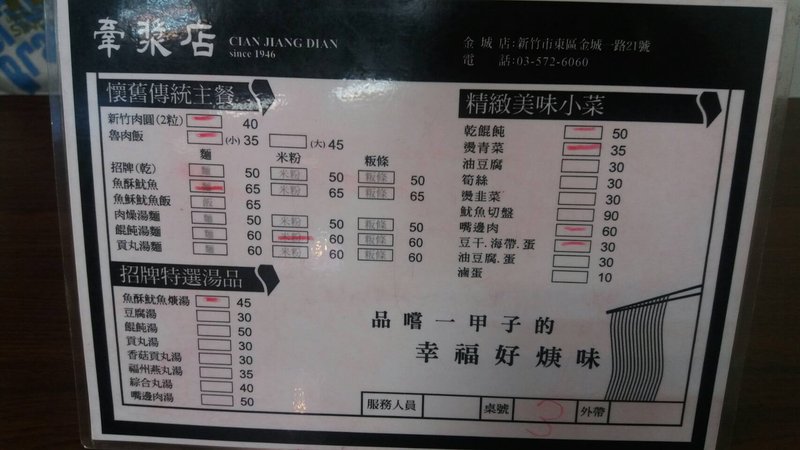 牽漿店 CIAN JIANG DIAN
since 1946
金城店:新竹市東區金城一路21號
電話:03-572-6060
懷舊傳統主餐
新竹肉圓(2粒) 40
魯肉飯 (小) 35 (大) 45
麵 米粉 粄條
招牌(乾) 麵 50 米粉 50 粄條 50
魚酥魷魚 麵 65 米粉 65 粄條 65
魚酥魷魚飯 飯 65
肉燥湯麵 麵 50 米粉 50 粄條 50
餛飩湯麵 麵 60 米粉 60 粄條 60
貢丸湯麵 麵 60 米粉 60 粄條 60
招牌特選湯品
魚酥魷魚焿湯 45
豆腐湯 30
餛飩湯 50
貢丸湯 30
香菇貢丸湯 30
福州燕丸湯 35
綜合丸湯 40
嘴邊肉湯 50
精緻美味小菜
乾餛飩 50
燙青菜 35
油豆腐 30
筍絲 30
燙韭菜 30
魷魚切盤 90
嘴邊肉 60
豆干.海帶.蛋 30
油豆腐.蛋 30
滷蛋 10
品嚐一甲子的
幸福好焿味
服務人員 桌號 外帶